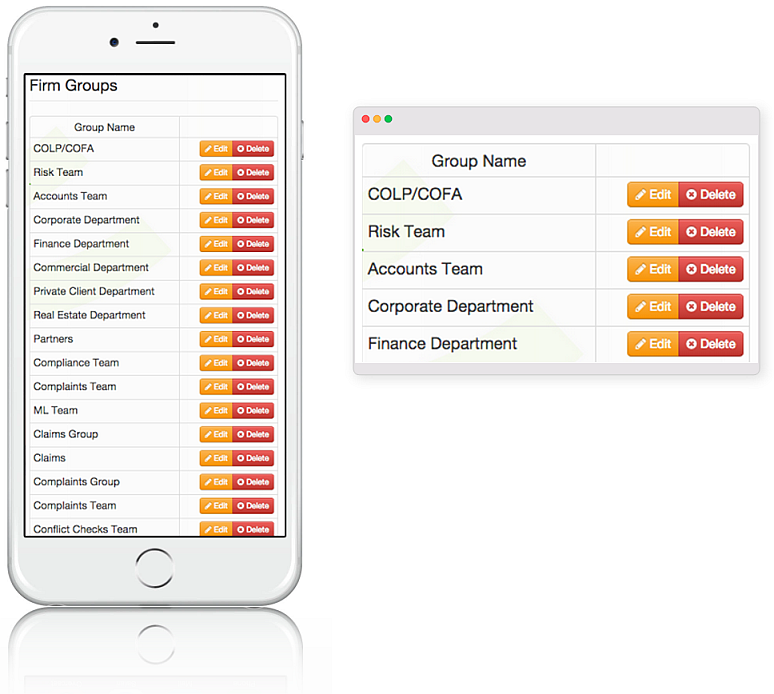 Firm Groups
Group Name
COLP/COFA Edit Delete
Risk Team Edit Delete
Accounts Team Edit Delete
Corporate Department Edit Delete
Finance Department Edit Delete
Commercial Department Edit Delete
Private Client Department Edit Delete
Real Estate Department Edit Delete
Partners Edit Delete
Compliance Team Edit Delete
Complaints Team Edit Delete
ML Team Edit Delete
Claims Group Edit Delete
Claims Edit Delete
Complaints Group Edit Delete
Complaints Team Edit Delete
Conflict Checks Team Edit Delete
Group Name
COLP/COFA Edit Delete
Risk Team Edit Delete
Accounts Team Edit Delete
Corporate Department Edit Delete
Finance Department Edit Delete